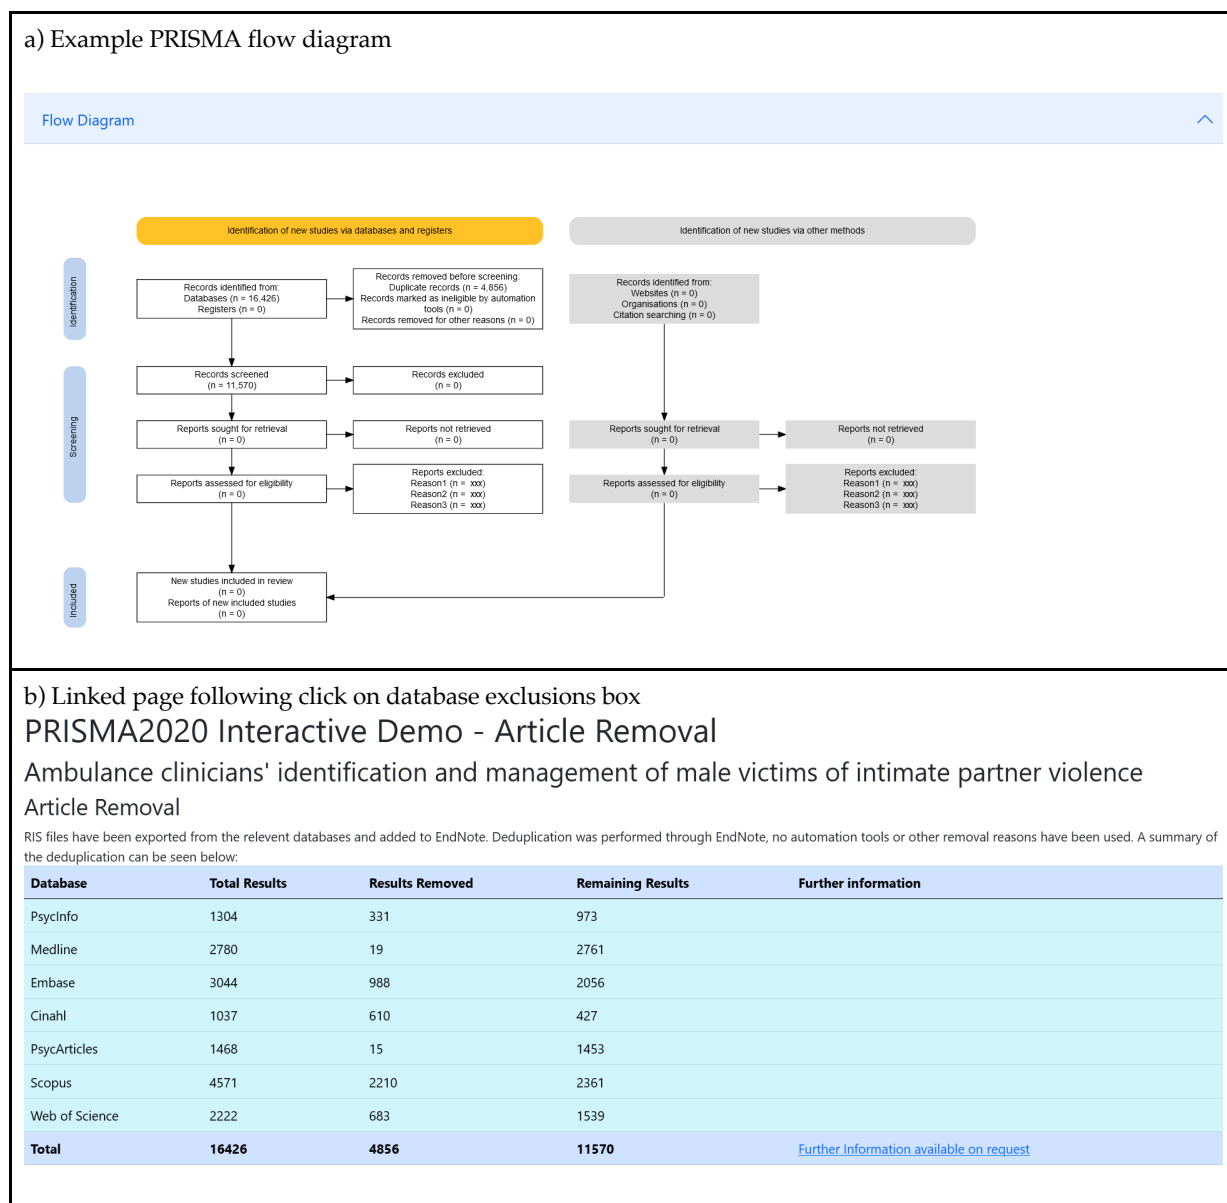 a) Example PRISMA flow diagram
Flow Diagram
Identification of new studies via databases and registers
Identification of new studies via other methods
Identification
Records identified from:
Databases (n = 16,426)
Registers (n = 0)
Records removed before screening:
Duplicate records (n = 4,856)
Records marked as ineligible by automation
tools (n = 0)
Records removed for other reasons (n = 0)
Records identified from:
Websites (n = 0)
Organisations (n = 0)
Citation searching (n = 0)
Screening
Records screened
(n = 11,570)
Records excluded
(n = 0)
Reports sought for retrieval
(n = 0)
Reports not retrieved
(n = 0)
Reports sought for retrieval
(n = 0)
Reports not retrieved
(n = 0)
Reports assessed for eligibility
(n = 0)
Reports excluded:
Reason1 (n = xxx)
Reason2 (n = xxx)
Reason3 (n = xxx)
Reports assessed for eligibility
(n = 0)
Reports excluded:
Reason1 (n = xxx)
Reason2 (n = xxx)
Reason3 (n = xxx)
Included
New studies included in review
(n = 0)
Reports of new included studies
(n = 0)
b) Linked page following click on database exclusions box
PRISMA2020 Interactive Demo - Article Removal
Ambulance clinicians' identification and management of male victims of intimate partner violence
Article Removal
RIS files have been exported from the relevent databases and added to EndNote. Deduplication was performed through EndNote, no automation tools or other removal reasons have been used. A summary of
the deduplication can be seen below:
Database Total Results Results Removed Remaining Results Further information
PsycInfo 1304 331 973
Medline 2780 19 2761
Embase 3044 988 2056
Cinahl 1037 610 427
PsycArticles 1468 15 1453
Scopus 4571 2210 2361
Web of Science 2222 683 1539
Total 16426 4856 11570 Further Information available on request